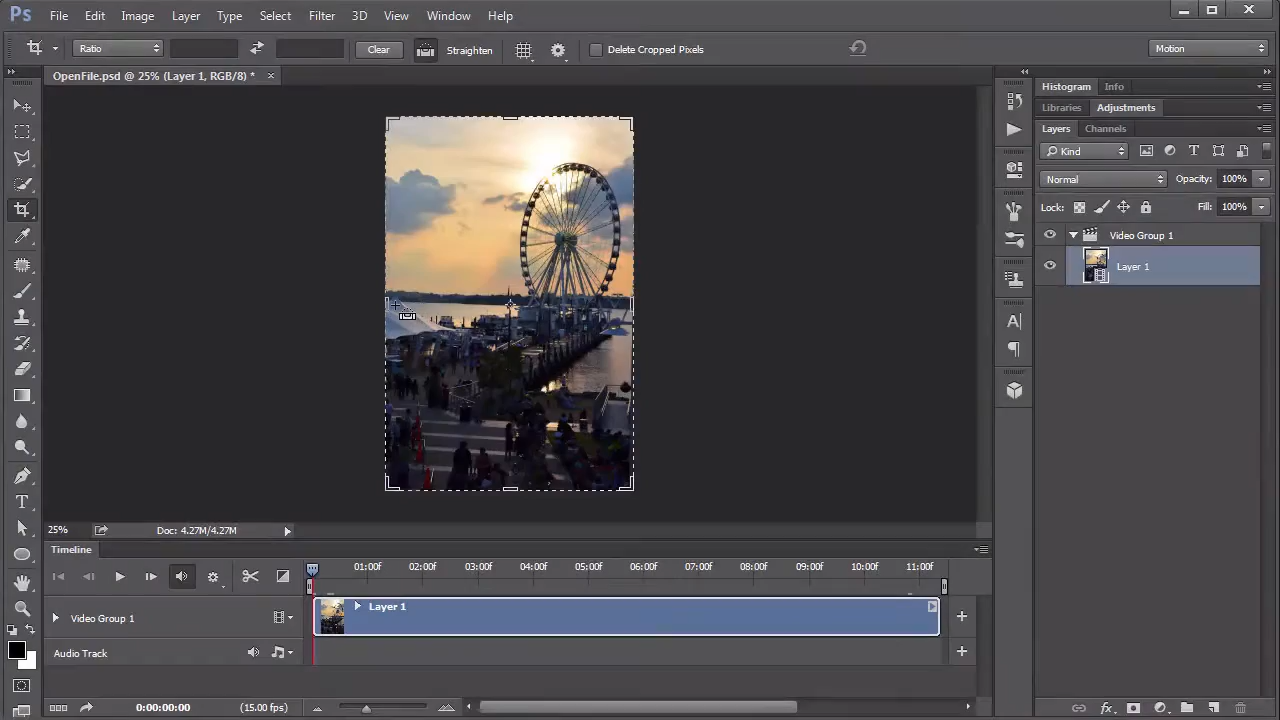 Ps File Edit Image Layer Type Select Filter 3D View Window Help
Ratio Clear Straighten Delete Cropped Pixels Motion
OpenFile.psd @ 25% (Layer 1, RGB/8) *
Histogram Info
Libraries Adjustments
Layers Channels
Kind
Normal Opacity: 100%
Lock: Fill: 100%
Video Group 1
Layer 1
25% Doc: 4.27M/4.27M
Timeline
01:00f 02:00f 03:00f 04:00f 05:00f 06:00f 07:00f 08:00f 09:00f 10:00f 11:00f
Layer 1
Video Group 1
Audio Track
0:00:00:00 (15.00 fps)